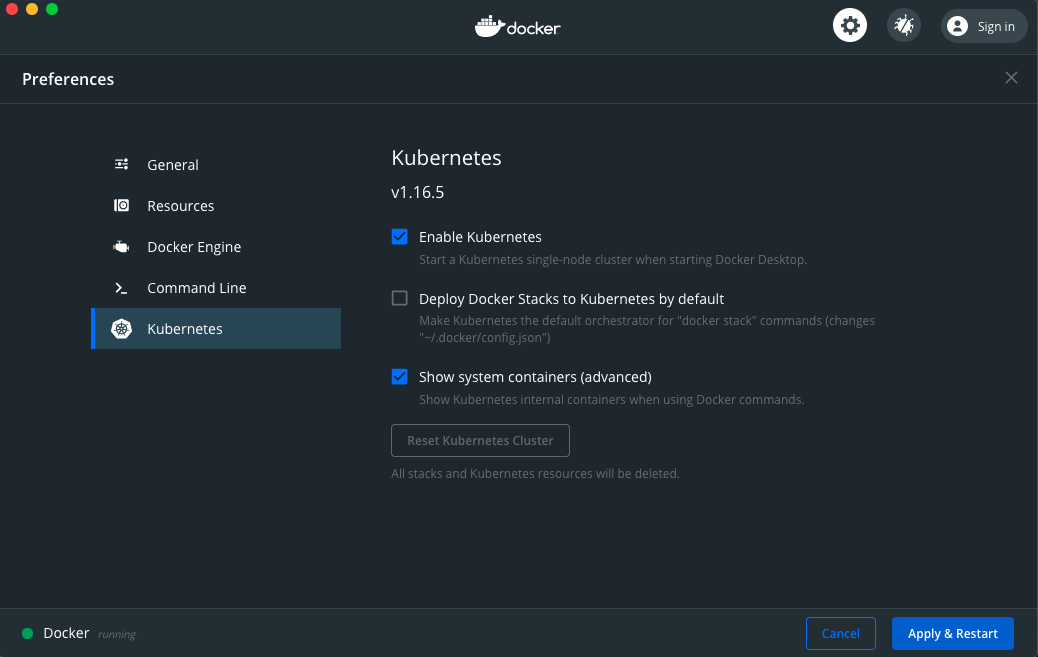 docker
Sign in
Preferences
General
Resources
Docker Engine
Command Line
Kubernetes
Kubernetes
v1.16.5
Enable Kubernetes
Start a Kubernetes single-node cluster when starting Docker Desktop.
Deploy Docker Stacks to Kubernetes by default
Make Kubernetes the default orchestrator for "docker stack" commands (changes
"~/.docker/config.json")
Show system containers (advanced)
Show Kubernetes internal containers when using Docker commands.
Reset Kubernetes Cluster
All stacks and Kubernetes resources will be deleted.
Docker running
Cancel
Apply & Restart